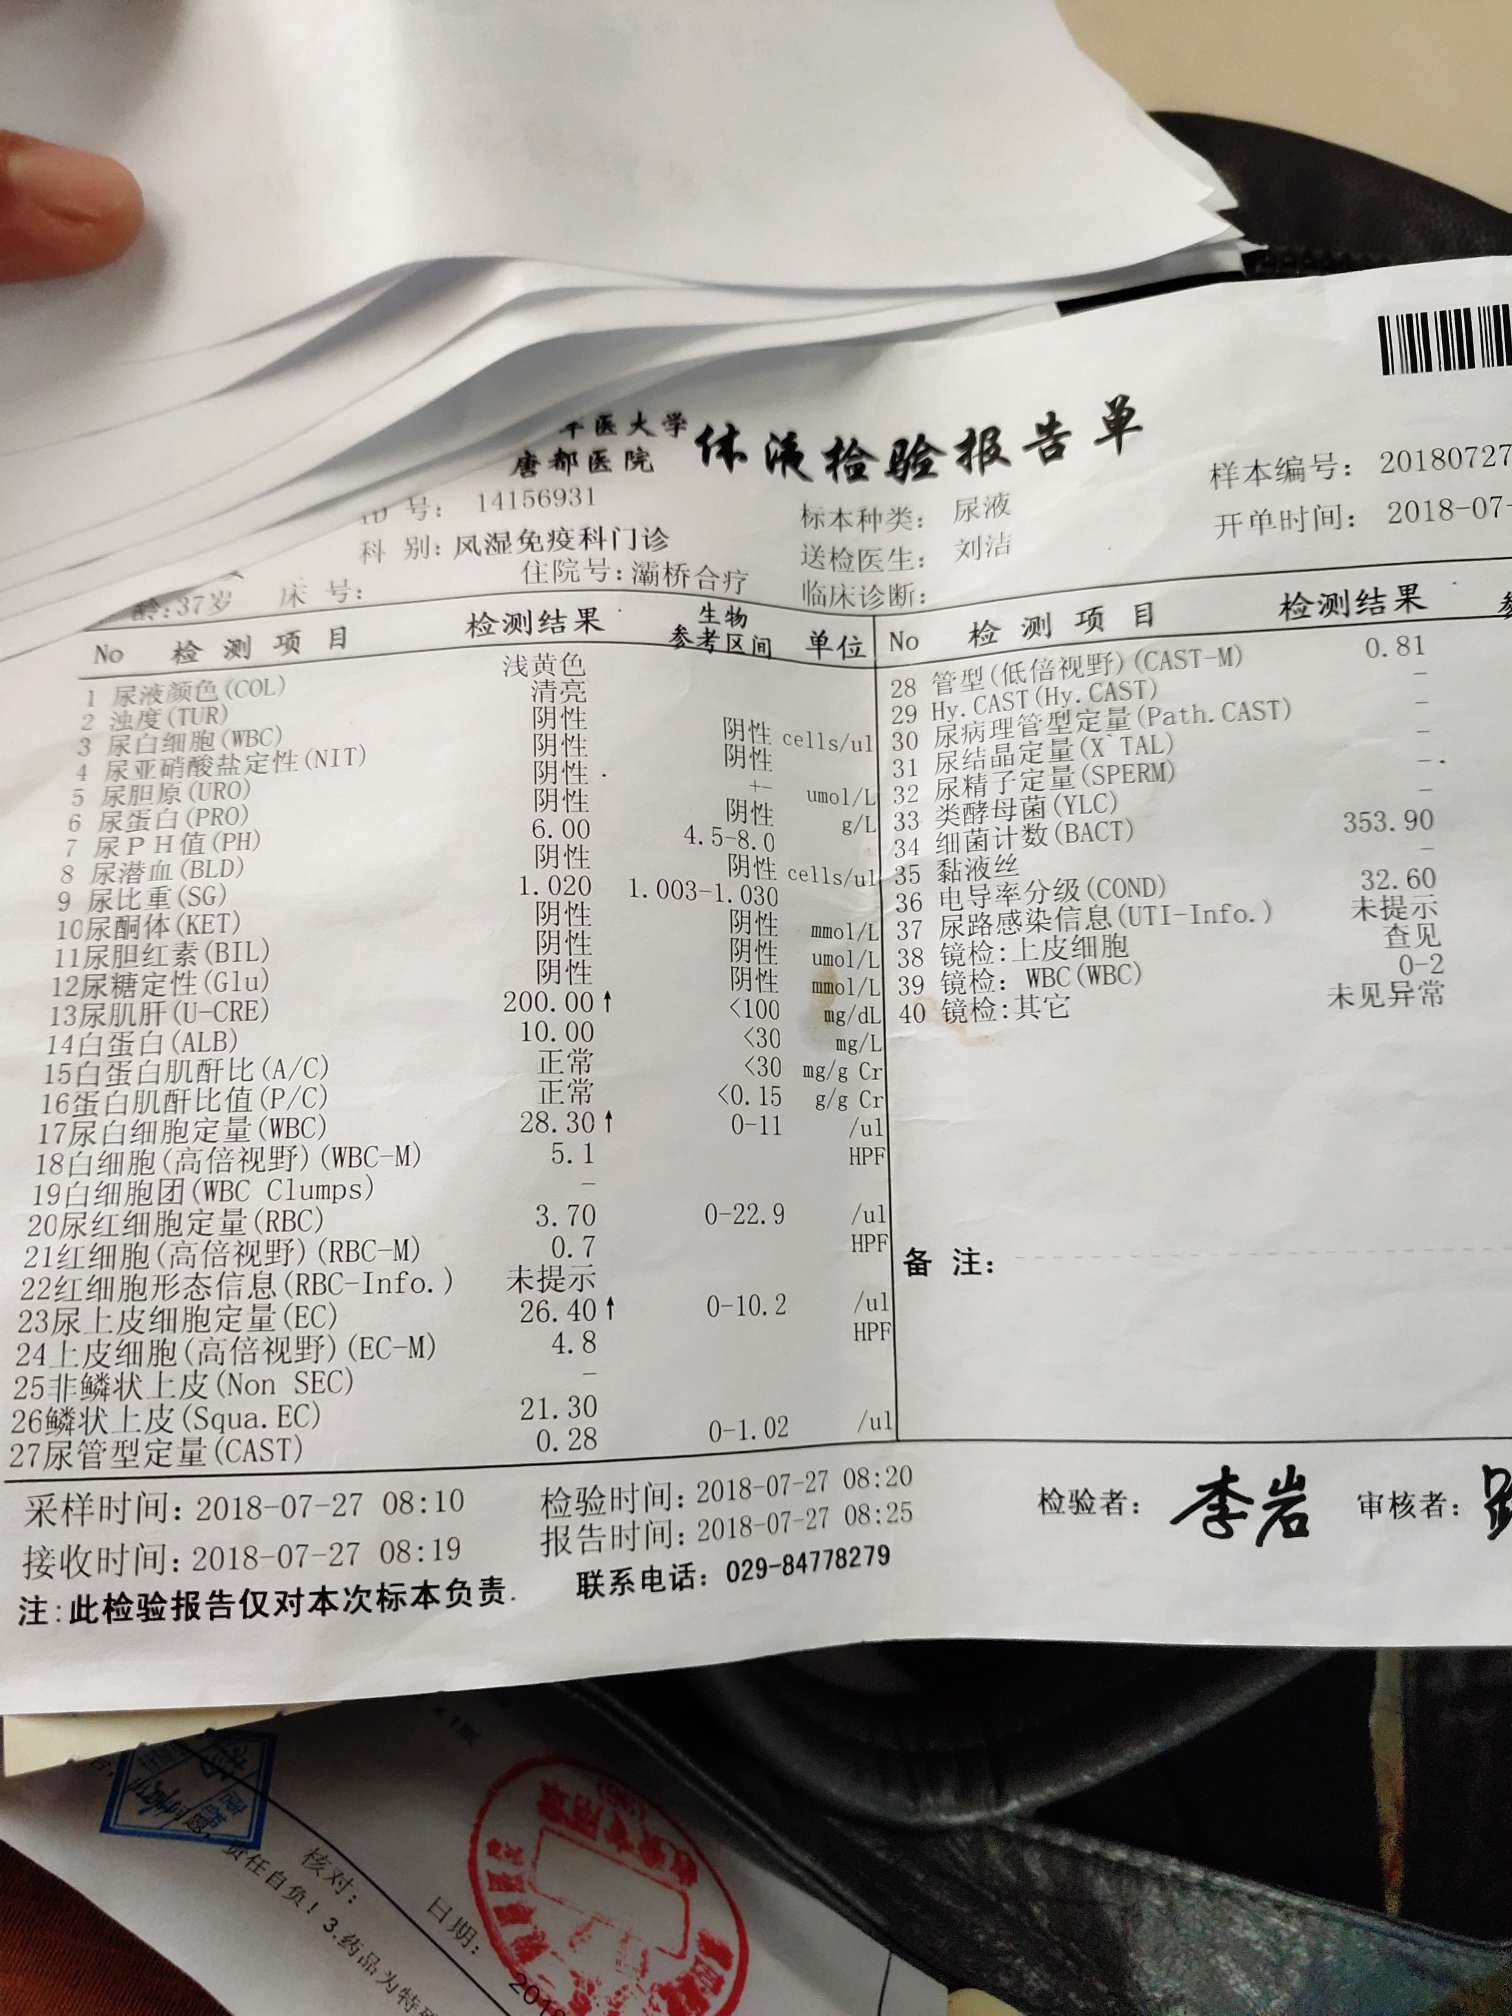 军医大学
唐都医院 体液检验报告单
ID 号: 14156931 标本种类: 尿液 样本编号: 20180727
科 别: 风湿免疫科门诊 送检医生: 刘洁 开单时间: 2018-07-
龄:37岁 床 号: 住院号:灞桥合疗 临床诊断:
No 检 测 项 目 检测结果 生物参考区间 单位
1 尿液颜色(COL) 浅黄色
2 浊度(TUR) 清亮
3 尿白细胞(WBC) 阴性 阴性 cells/ul
4 尿亚硝酸盐定性(NIT) 阴性 阴性
5 尿胆原(URO) 阴性 +- umol/L
6 尿蛋白(PRO) 阴性 阴性 g/L
7 尿PH值(PH) 6.00 4.5-8.0
8 尿潜血(BLD) 阴性 阴性 cells/ul
9 尿比重(SG) 1.020 1.003-1.030
10尿酮体(KET) 阴性 阴性 mmol/L
11尿胆红素(BIL) 阴性 阴性 umol/L
12尿糖定性(Glu) 阴性 阴性 mmol/L
13尿肌肝(U-CRE) 200.00↑ <100 mg/dL
14白蛋白(ALB) 10.00 <30 mg/L
15白蛋白肌酐比(A/C) 正常 <30 mg/g Cr
16蛋白肌酐比值(P/C) 正常 <0.15 g/g Cr
17尿白细胞定量(WBC) 28.30↑ 0-11 /ul
18白细胞(高倍视野)(WBC-M) 5.1 HPF
19白细胞团(WBC Clumps) -
20尿红细胞定量(RBC) 3.70 0-22.9 /ul
21红细胞(高倍视野)(RBC-M) 0.7 HPF
22红细胞形态信息(RBC-Info.) 未提示
23尿上皮细胞定量(EC) 26.40↑ 0-10.2 /ul
24上皮细胞(高倍视野)(EC-M) 4.8 HPF
25非鳞状上皮(Non SEC) -
26鳞状上皮(Squa.EC) 21.30
27尿管型定量(CAST) 0.28 0-1.02 /ul
No 检 测 项 目 检测结果
28 管型(低倍视野)(CAST-M) 0.81
29 Hy.CAST(Hy.CAST) -
30 尿病理管型定量(Path.CAST) -
31 尿结晶定量(X`TAL) -
32 尿精子定量(SPERM) -
33 类酵母菌(YLC) -
34 细菌计数(BACT) 353.90
35 黏液丝 -
36 电导率分级(COND) 32.60
37 尿路感染信息(UTI-Info.) 未提示
38 镜检:上皮细胞 查见
39 镜检: WBC(WBC) 0-2
40 镜检:其它 未见异常
备 注:
采样时间: 2018-07-27 08:10 检验时间: 2018-07-27 08:20 检验者: 李岩 审核者:
接收时间: 2018-07-27 08:19 报告时间: 2018-07-27 08:25
注:此检验报告仅对本次标本负责. 联系电话: 029-84778279
核对:
日期:
责任自负! 3.药品为特殊